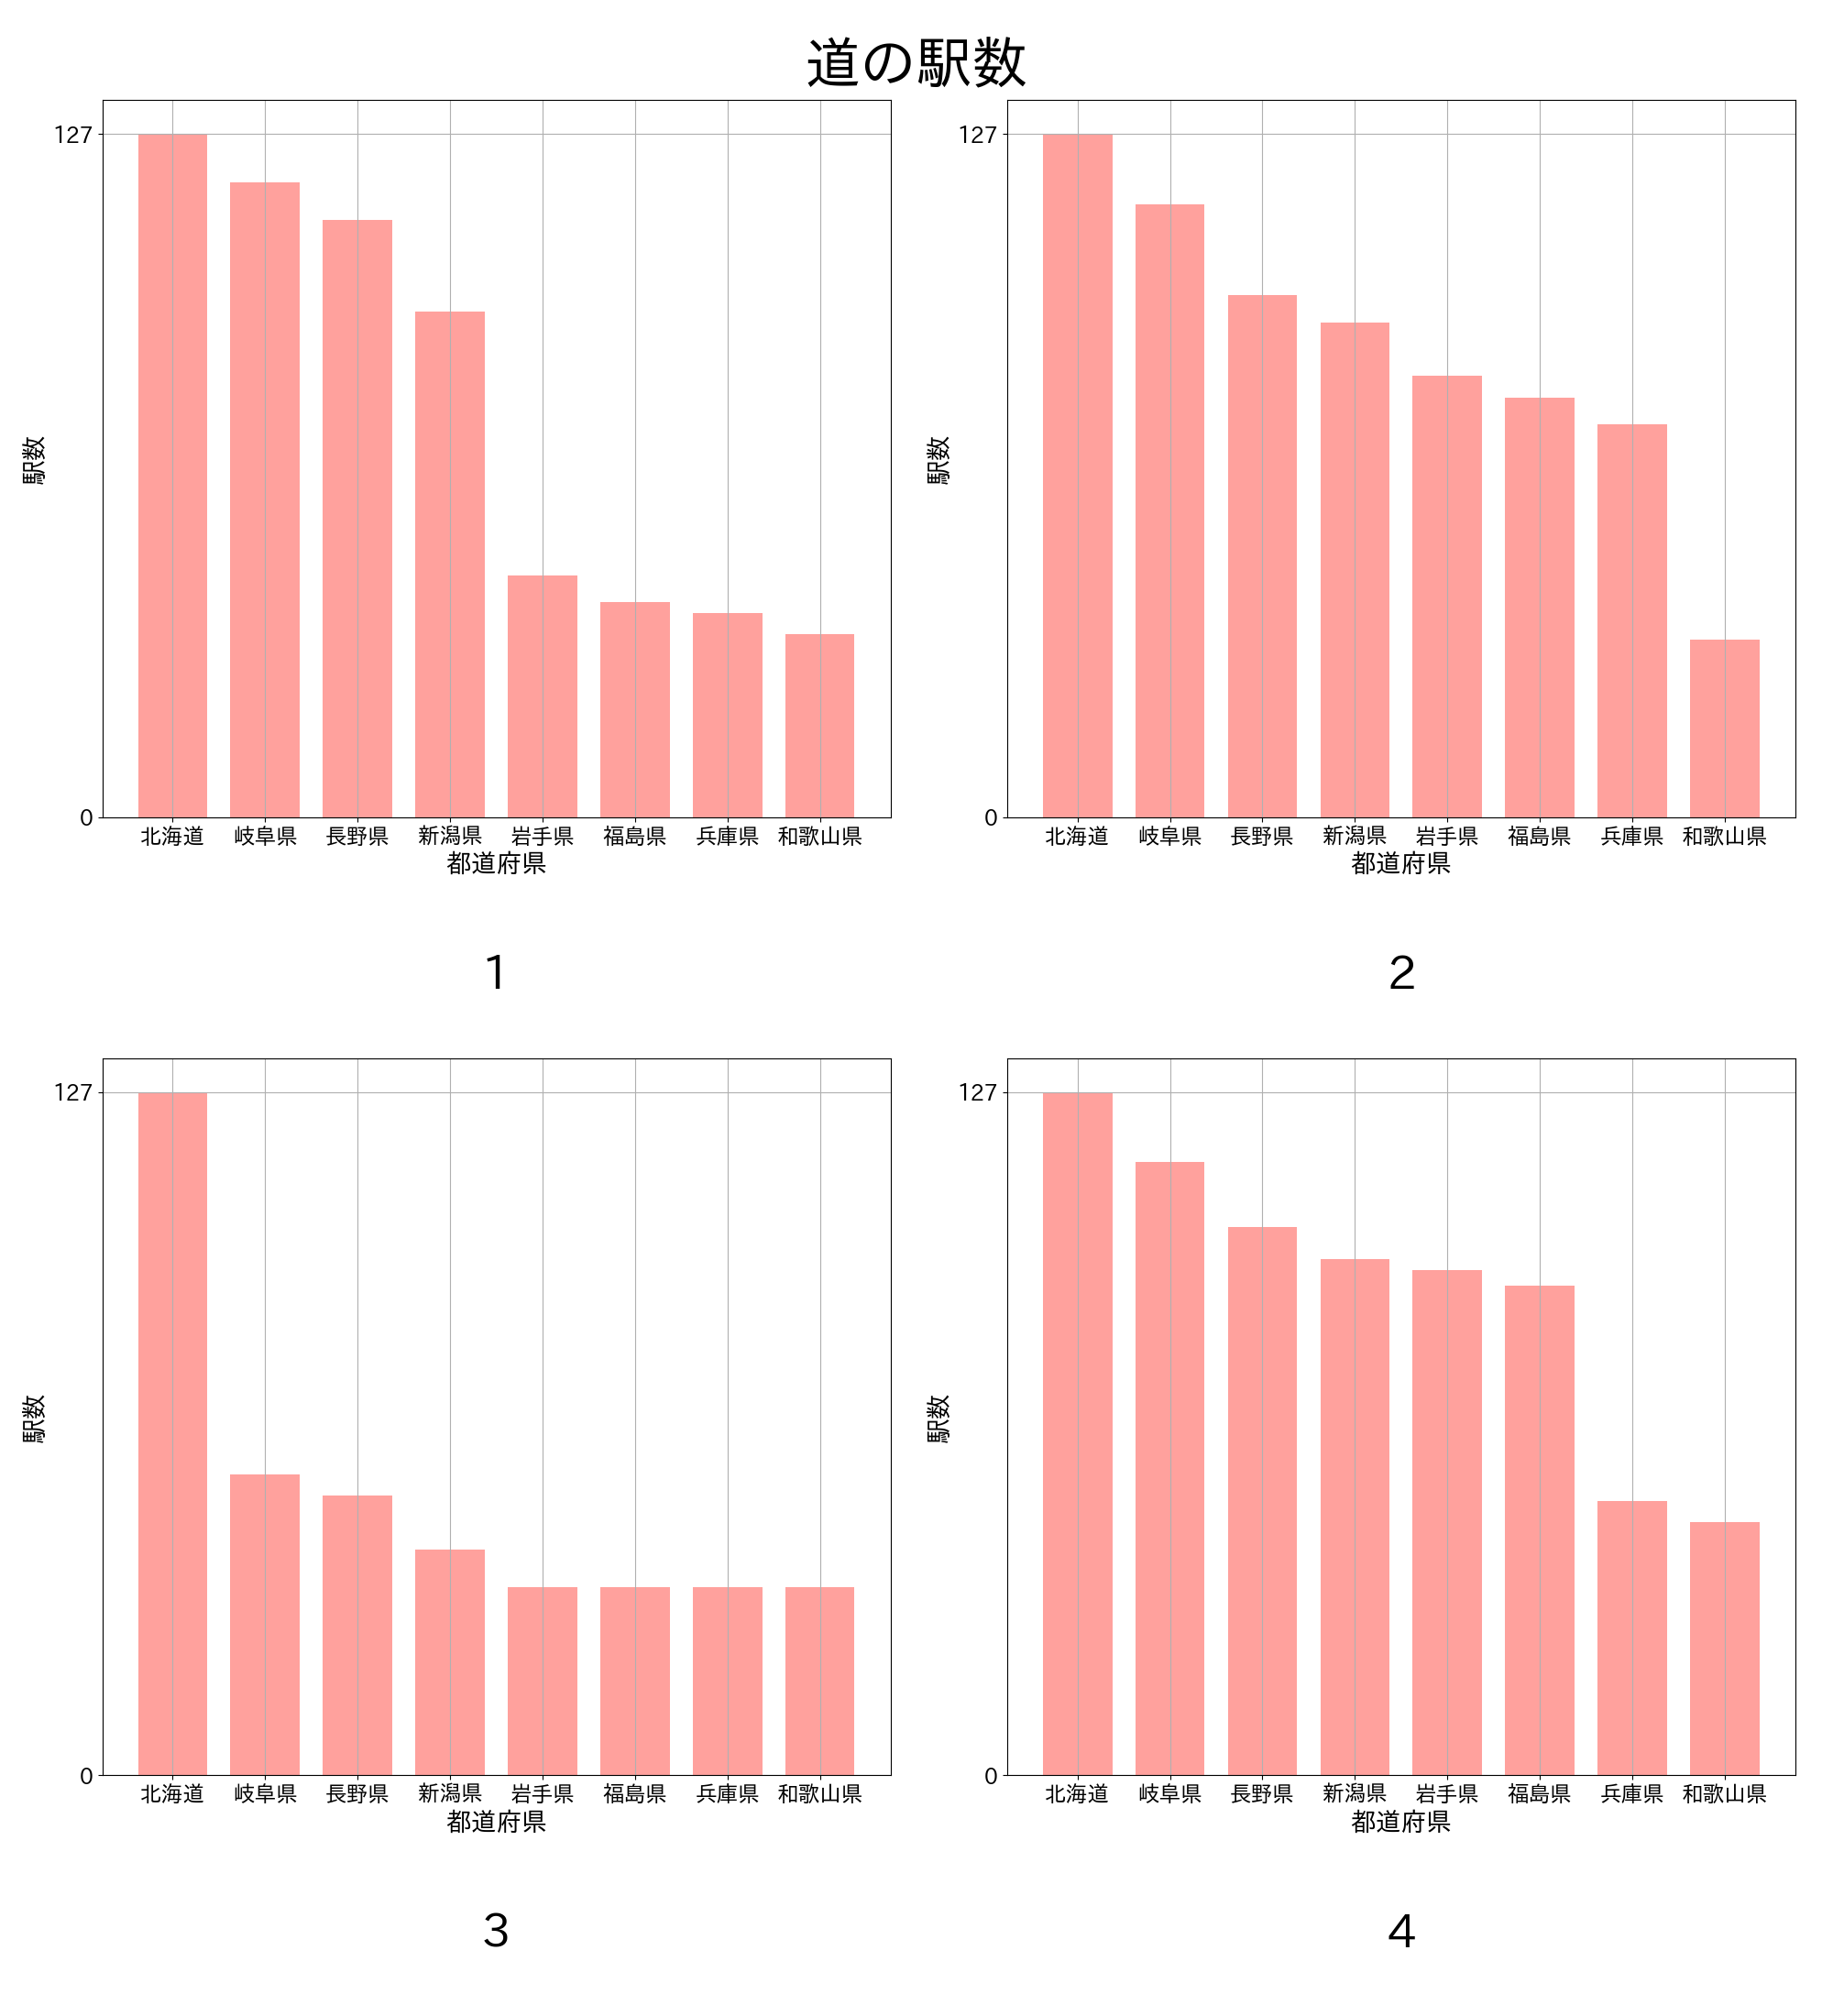 道の駅数
127
0
駅数
北海道 岐阜県 長野県 新潟県 岩手県 福島県 兵庫県 和歌山県
都道府県
1
127
0
駅数
北海道 岐阜県 長野県 新潟県 岩手県 福島県 兵庫県 和歌山県
都道府県
2
127
0
駅数
北海道 岐阜県 長野県 新潟県 岩手県 福島県 兵庫県 和歌山県
都道府県
3
127
0
駅数
北海道 岐阜県 長野県 新潟県 岩手県 福島県 兵庫県 和歌山県
都道府県
4